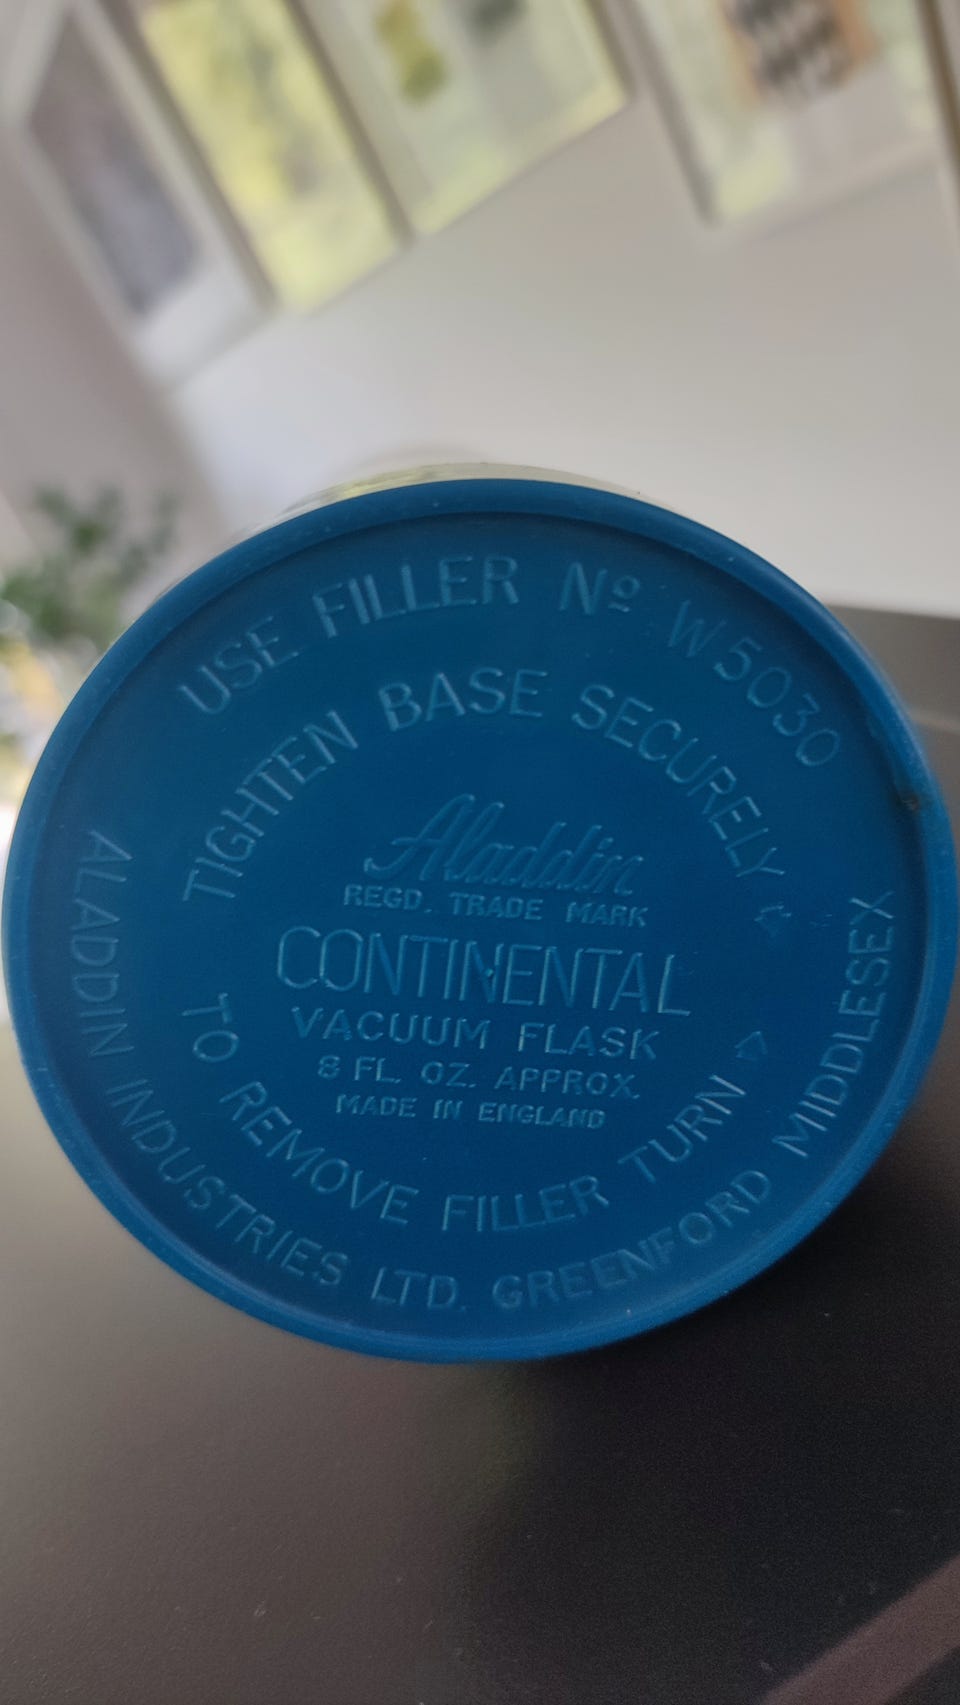 USE FILLER Nº W5030
TIGHTEN BASE SECURELY
Aladdin
REGD. TRADE MARK
CONTINENTAL
VACUUM FLASK
8 FL. OZ. APPROX.
MADE IN ENGLAND
TO REMOVE FILLER TURN
ALADDIN INDUSTRIES LTD. GREENFORD MIDDLESEX